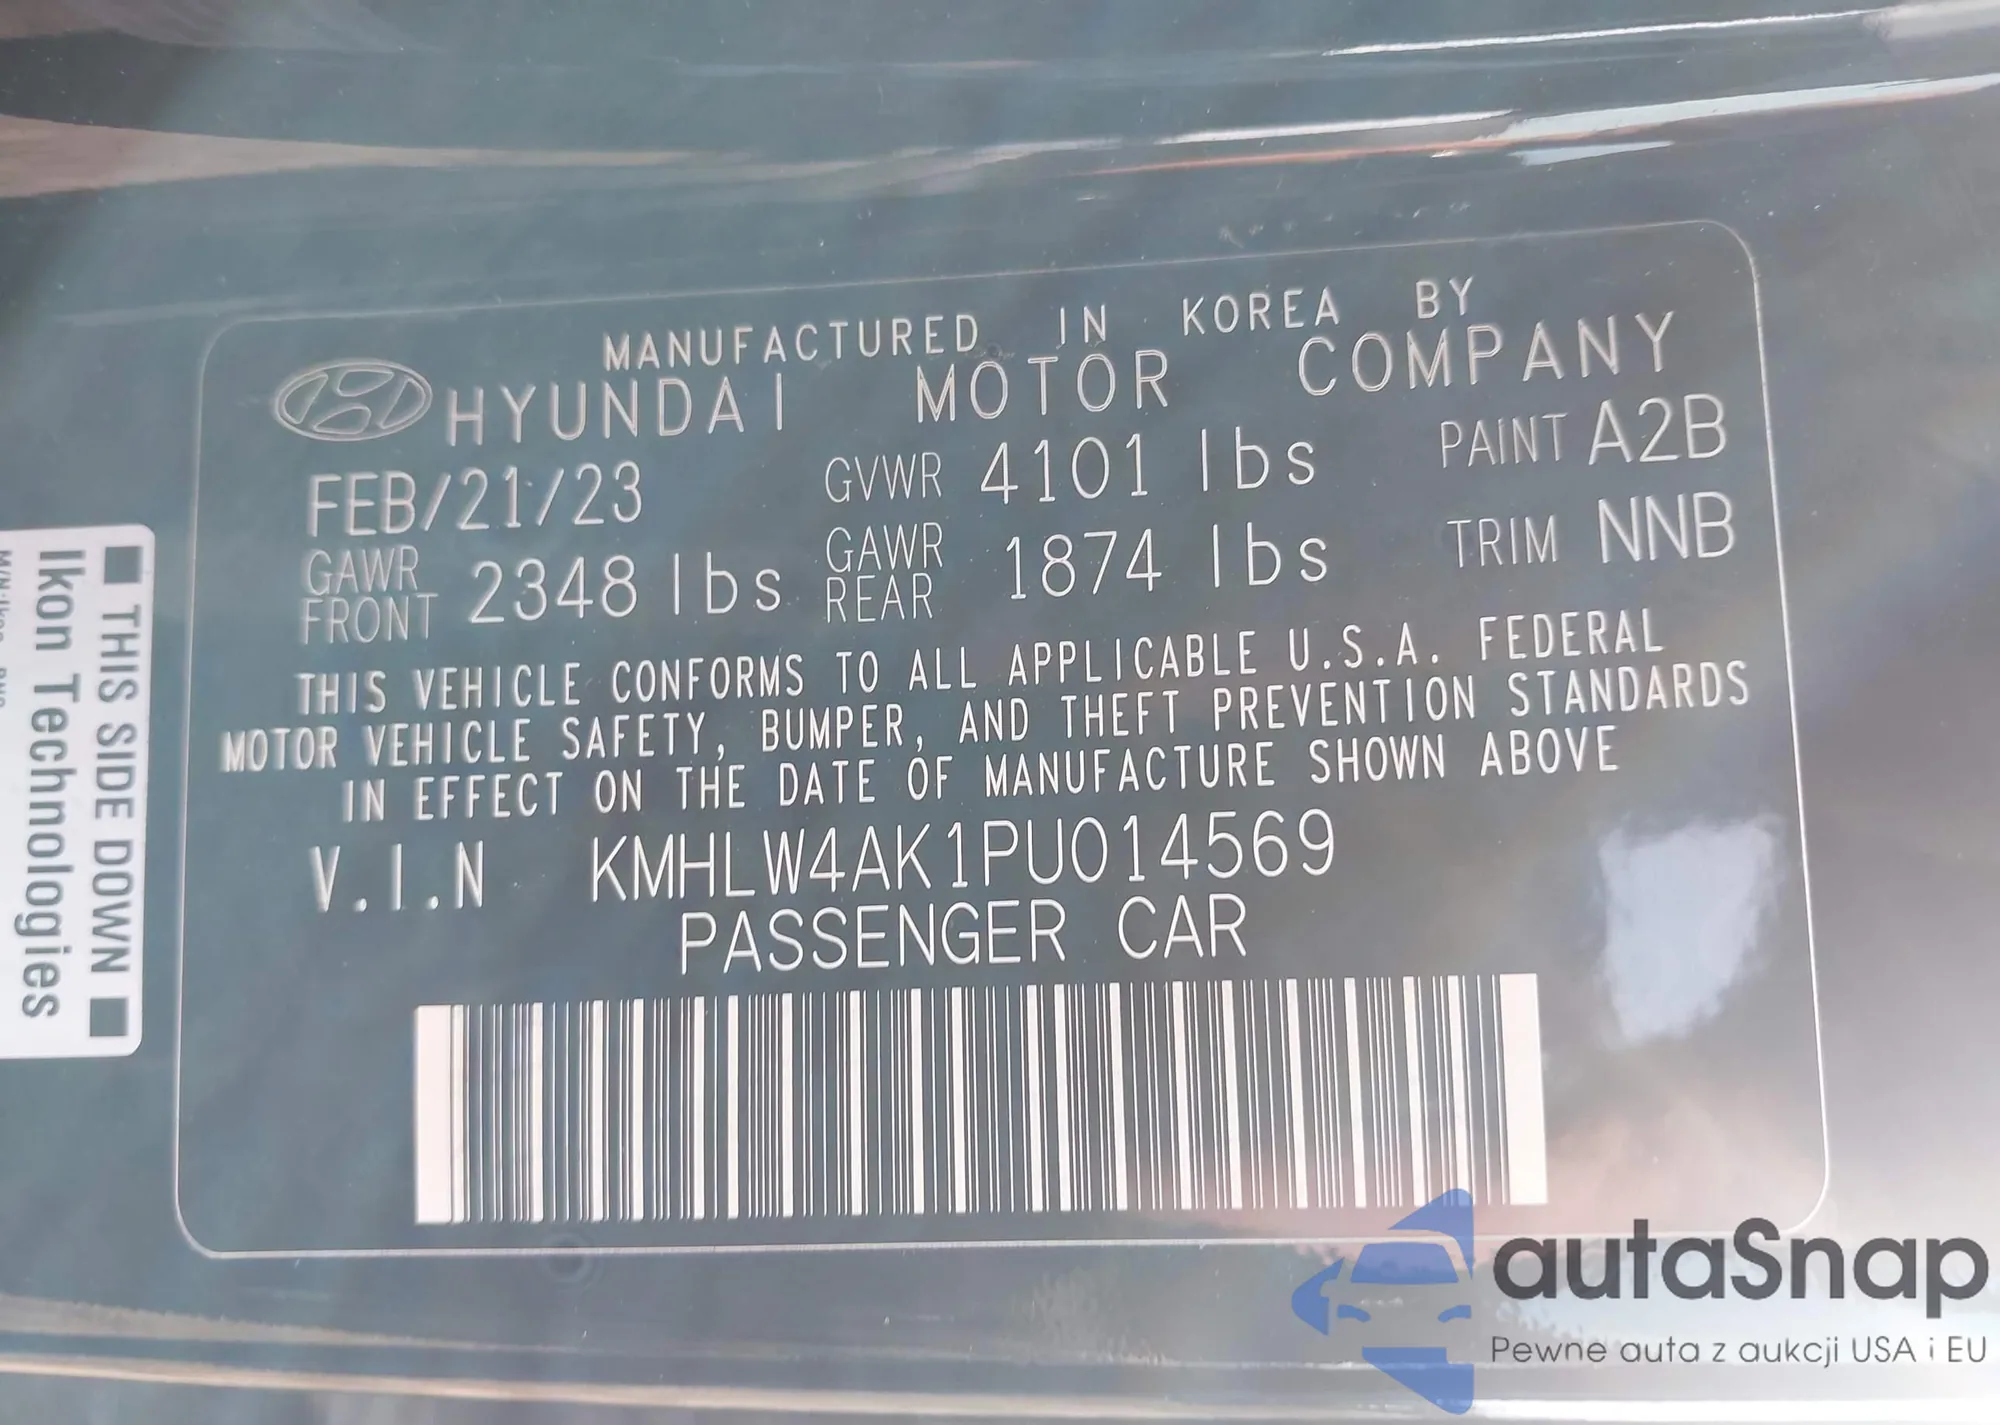 MANUFACTURED IN KOREA BY
HYUNDAI MOTOR COMPANY
FEB/21/23 GVWR 4101 lbs PAINT A2B
GAWR FRONT 2348 lbs GAWR REAR 1874 lbs TRIM NNB
THIS VEHICLE CONFORMS TO ALL APPLICABLE U.S.A. FEDERAL
MOTOR VEHICLE SAFETY, BUMPER, AND THEFT PREVENTION STANDARDS
IN EFFECT ON THE DATE OF MANUFACTURE SHOWN ABOVE
V.I.N KMHLW4AK1PU014569
PASSENGER CAR
■ THIS SIDE DOWN ■
Ikon Technologies
autaSnap
Pewne auta z aukcji USA i EU